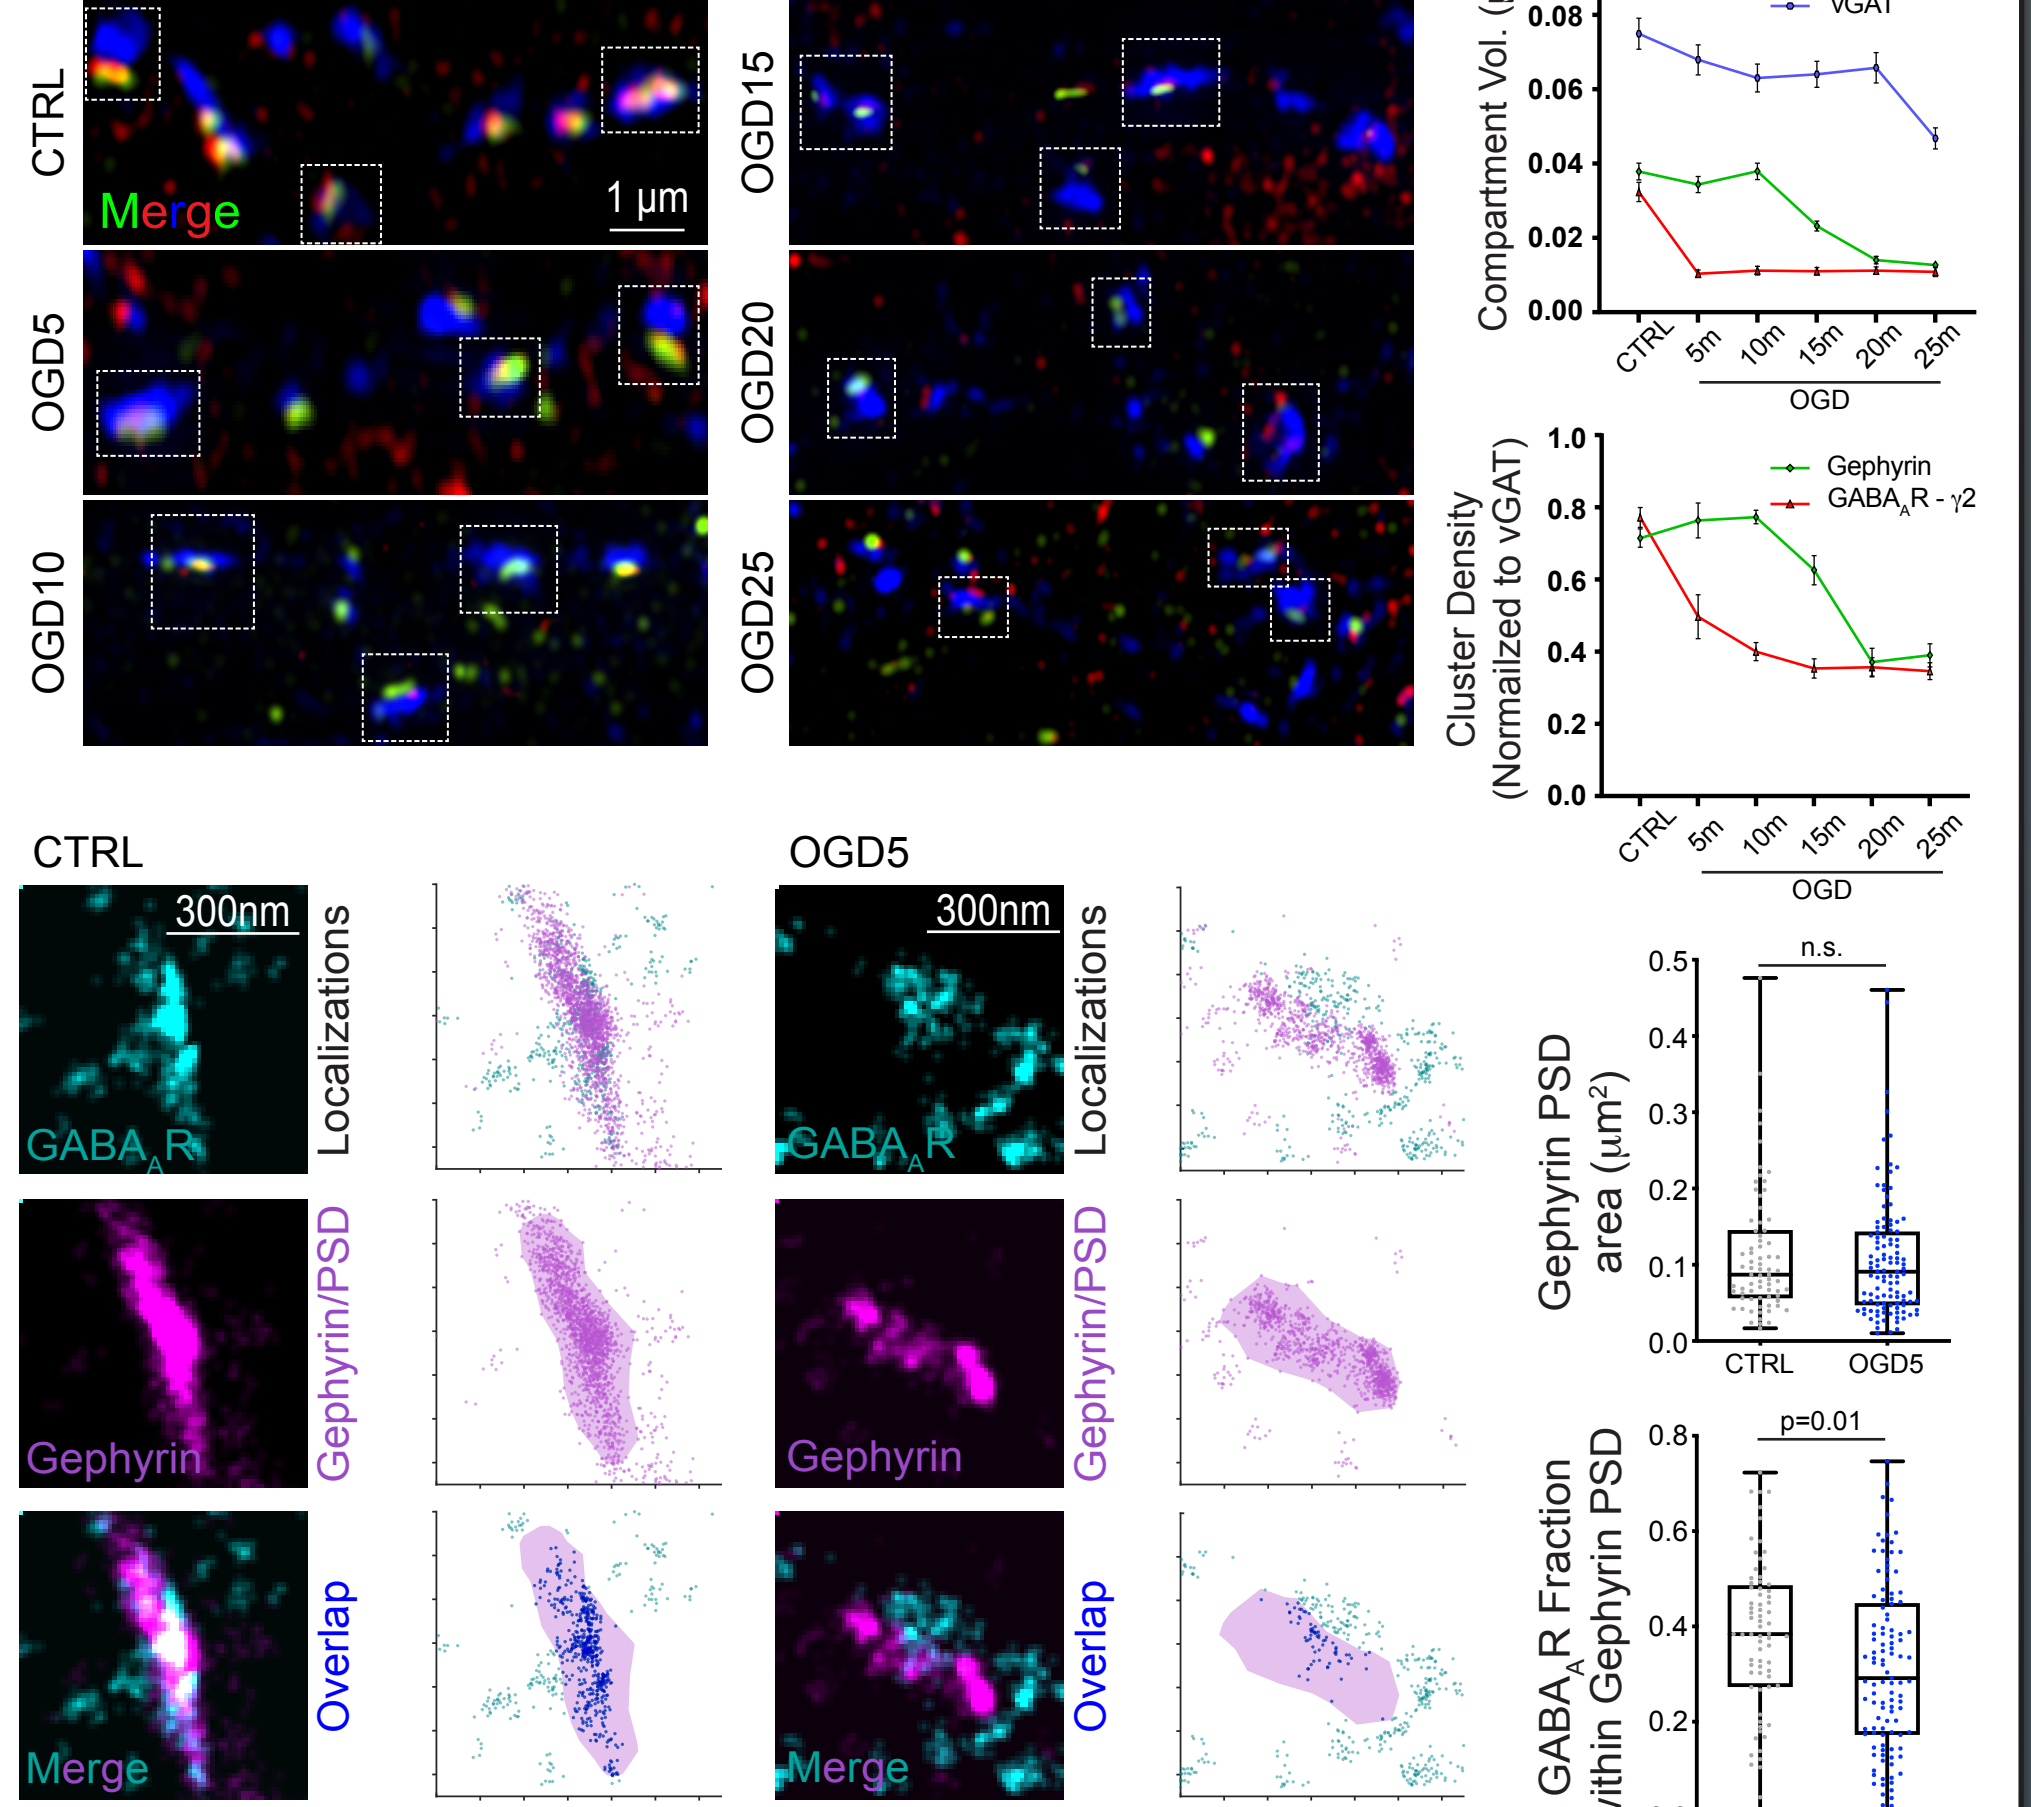 CTRL
Merge
1 µm
OGD5
OGD10
OGD15
OGD20
OGD25
Compartment Vol.
vGAT
0.08
0.06
0.04
0.02
0.00
CTRL
5m
10m
15m
20m
25m
OGD
Cluster Density
(Normailzed to vGAT)
Gephyrin
GABAAR - γ2
1.0
0.8
0.6
0.4
0.2
0.0
CTRL
5m
10m
15m
20m
25m
OGD
CTRL
300nm
GABAAR
Localizations
Gephyrin
Gephyrin/PSD
Merge
Overlap
OGD5
300nm
GABAAR
Localizations
Gephyrin
Gephyrin/PSD
Merge
Overlap
Gephyrin PSD
area (µm2)
n.s.
0.5
0.4
0.3
0.2
0.1
0.0
CTRL
OGD5
GABAAR Fraction
within Gephyrin PSD
p=0.01
0.8
0.6
0.4
0.2